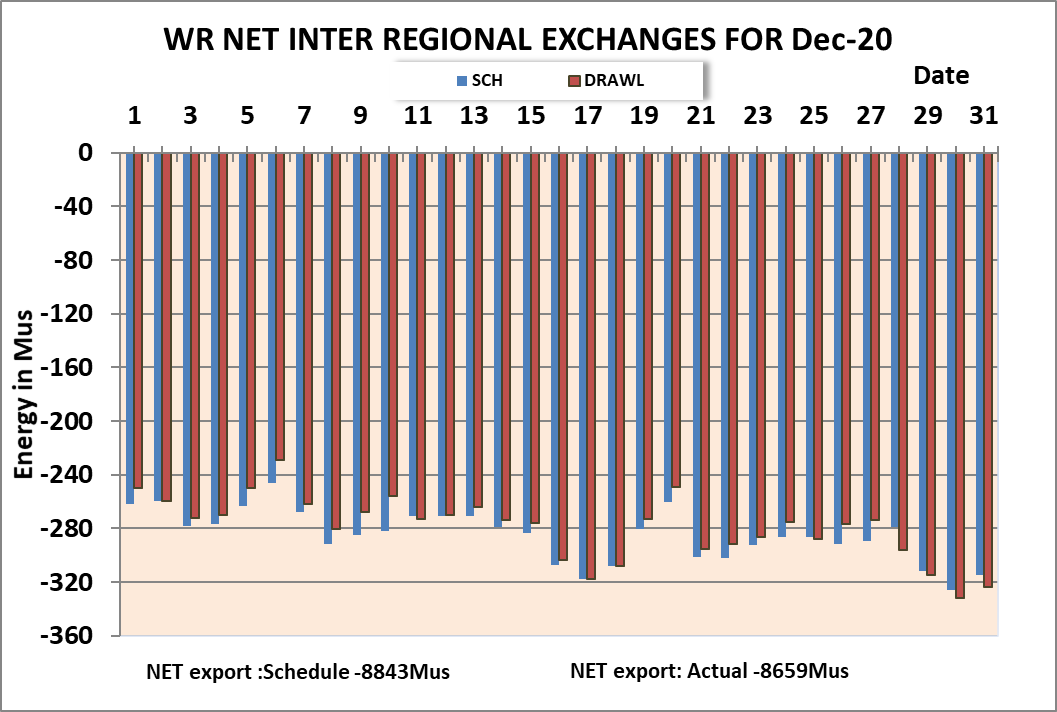 WR NET INTER REGIONAL EXCHANGES FOR Dec-20
SCH DRAWL
Date
1 3 5 7 9 11 13 15 17 19 21 23 25 27 29 31
0
-40
-80
-120
-160
-200
-240
-280
-320
-360
Energy in Mus
NET export :Schedule -8843Mus NET export: Actual -8659Mus